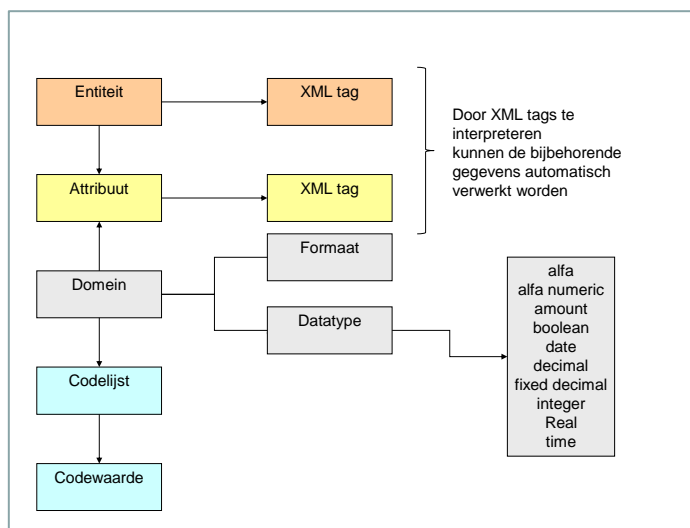 Entiteit
XML tag
Door XML tags te
interpreteren
kunnen de bijbehorende
gegevens automatisch
verwerkt worden
Attribuut
XML tag
Formaat
Domein
Datatype
alfa
alfa numeric
amount
boolean
date
decimal
fixed decimal
integer
Real
time
Codelijst
Codewaarde